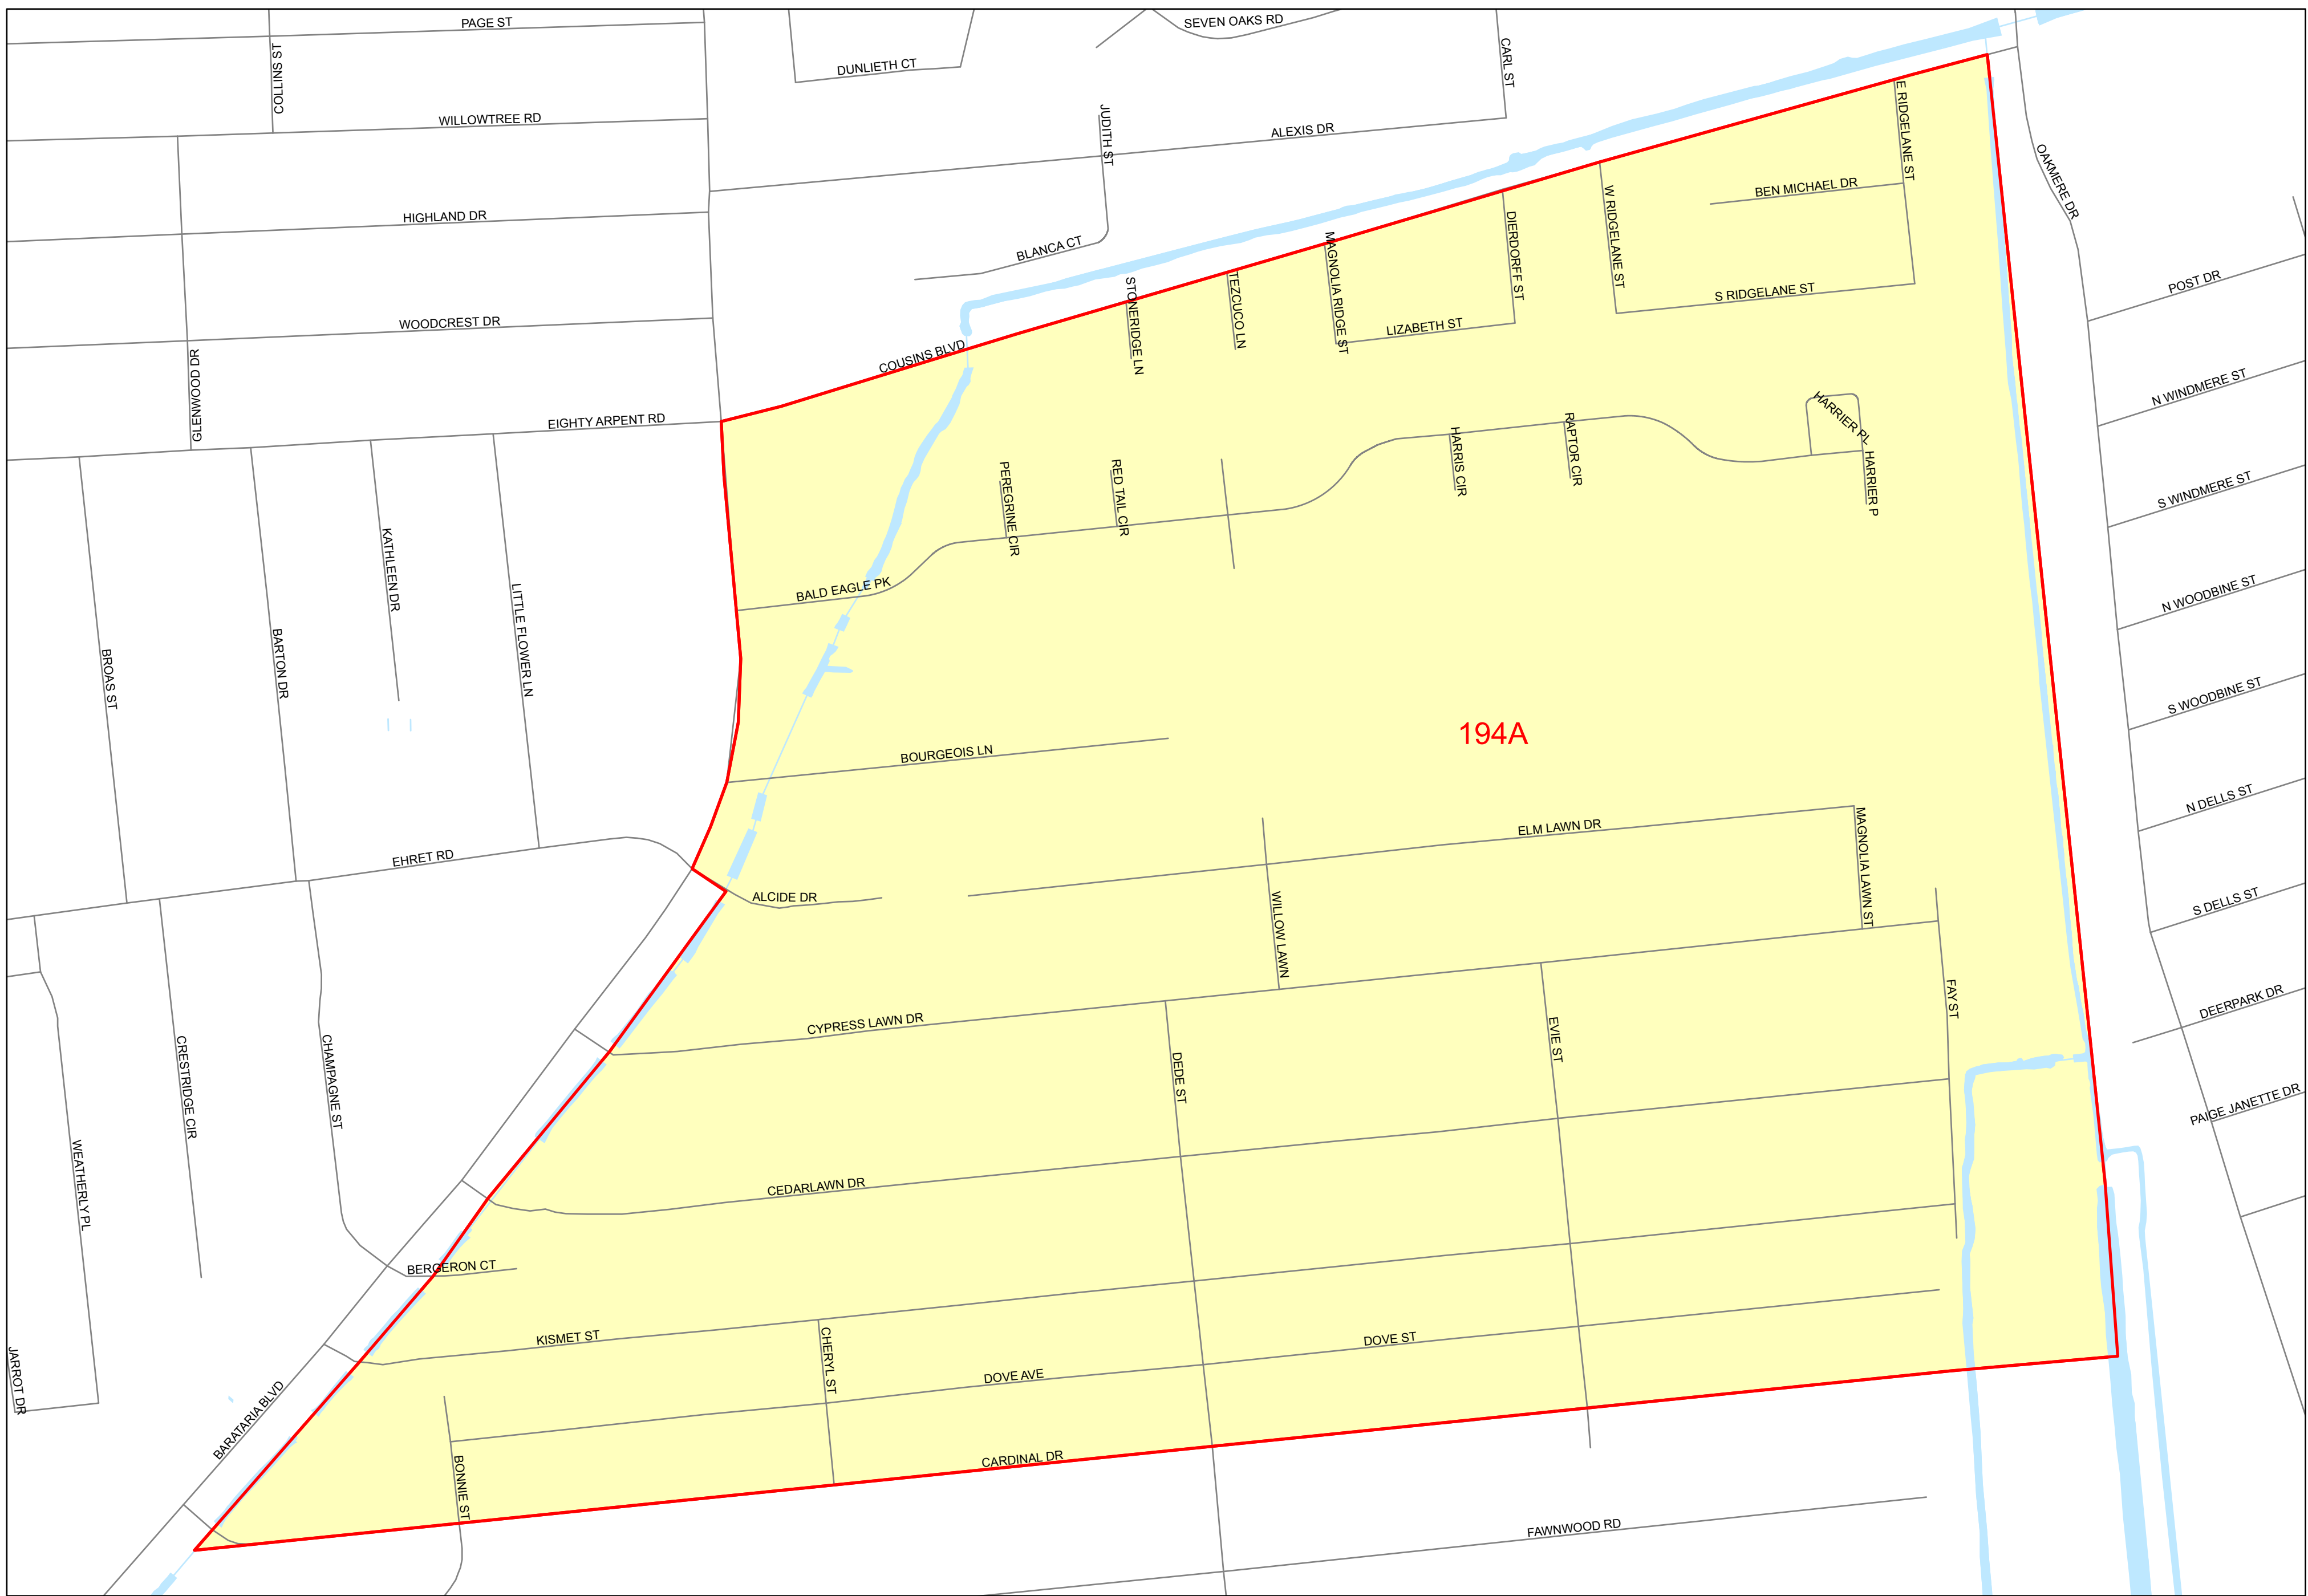 PAGE ST
SEVEN OAKS RD
COLLINS ST
DUNLIETH CT
CARL ST
WILLOWTREE RD
JUDITH ST
ALEXIS DR
E RIDGELANE ST
OAKMERE DR
HIGHLAND DR
BEN MICHAEL DR
W RIDGELANE ST
DIERDORFF ST
BLANCA CT
MAGNOLIA RIDGE ST
TEZCUCO LN
STONERIDGE LN
S RIDGELANE ST
POST DR
WOODCREST DR
LIZABETH ST
COUSINS BLVD
GLENWOOD DR
N WINDMERE ST
EIGHTY ARPENT RD
HARRIER PL
HARRIS CIR
RAPTOR CIR
HARRIER P
PEREGRINE CIR
RED TAIL CIR
S WINDMERE ST
KATHLEEN DR
BALD EAGLE PK
LITTLE FLOWER LN
N WOODBINE ST
BROAS ST
BARTON DR
S WOODBINE ST
194A
BOURGEOIS LN
N DELLS ST
ELM LAWN DR
MAGNOLIA LAWN ST
EHRET RD
ALCIDE DR
S DELLS ST
WILLOW LAWN
CYPRESS LAWN DR
FAY ST
DEERPARK DR
EVIE ST
CRESTRIDGE CIR
CHAMPAGNE ST
DEDE ST
PAIGE JANETTE DR
WEATHERLY PL
CEDARLAWN DR
BERGERON CT
KISMET ST
CHERYL ST
DOVE ST
JARROT DR
DOVE AVE
BARATARIA BLVD
BONNIE ST
CARDINAL DR
FAWNWOOD RD